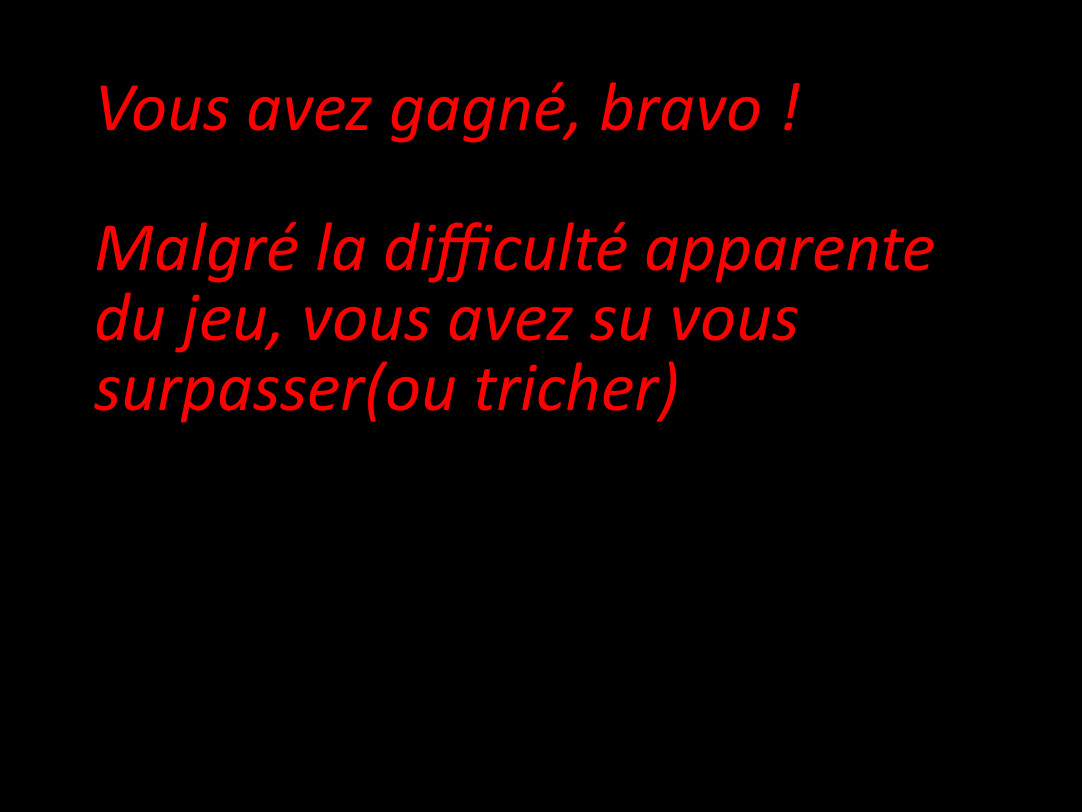 Vous avez gagné, bravo !
Malgré la difficulté apparente
du jeu, vous avez su vous
surpasser(ou tricher)